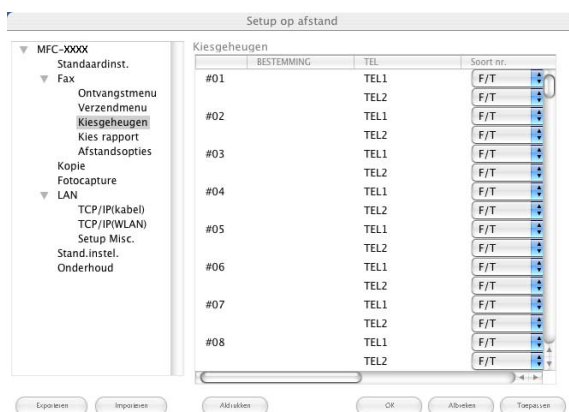 Setup op afstand
MFC-XXXX
Standaardinst.
Fax
Ontvangstmenu
Verzendmenu
Kiesgeheugen
Kies rapport
Afstandsopties
Kopie
Fotocapture
LAN
TCP/IP(kabel)
TCP/IP(WLAN)
Setup Misc.
Stand.instel.
Onderhoud
Kiesgeheugen
BESTEMMING TEL Soort nr.
#01 TEL1 F/T
TEL2 F/T
#02 TEL1 F/T
TEL2 F/T
#03 TEL1 F/T
TEL2 F/T
#04 TEL1 F/T
TEL2 F/T
#05 TEL1 F/T
TEL2 F/T
#06 TEL1 F/T
TEL2 F/T
#07 TEL1 F/T
TEL2 F/T
#08 TEL1 F/T
TEL2 F/T
Exporteren Importeren Afdrukken OK Afbreken Toepassen